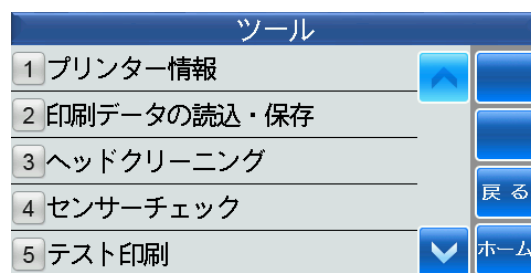 ツール
1 プリンター情報
2 印刷データの読込・保存
3 ヘッドクリーニング
4 センサーチェック
戻る
5 テスト印刷
ホーム